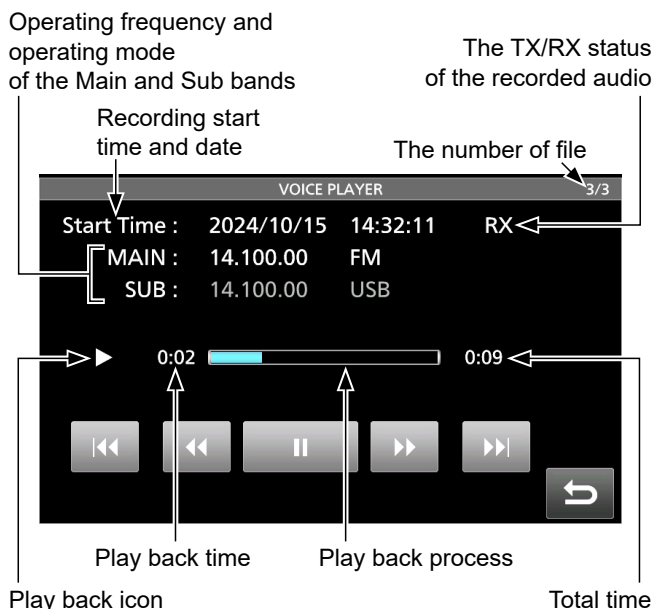 Operating frequency and
operating mode
of the Main and Sub bands
The TX/RX status
of the recorded audio
Recording start
time and date
The number of file
VOICE PLAYER 3/3
Start Time : 2024/10/15 14:32:11 RX
MAIN : 14.100.00 FM
SUB : 14.100.00 USB
0:02 0:09
Play back time Play back process
Play back icon Total time